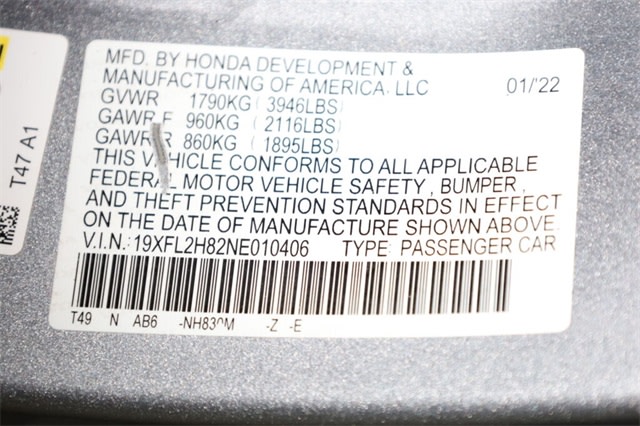 T47 A1
MFD. BY HONDA DEVELOPMENT &
MANUFACTURING OF AMERICA, LLC
01/'22
GVWR 1790KG ( 3946LBS)
GAWR F 960KG ( 2116LBS)
GAWR R 860KG ( 1895LBS)
THIS VEHICLE CONFORMS TO ALL APPLICABLE
FEDERAL MOTOR VEHICLE SAFETY, BUMPER,
AND THEFT PREVENTION STANDARDS IN EFFECT
ON THE DATE OF MANUFACTURE SHOWN ABOVE.
V.I.N.: 19XFL2H82NE010406 TYPE: PASSENGER CAR
T49 N AB6 -Z -E